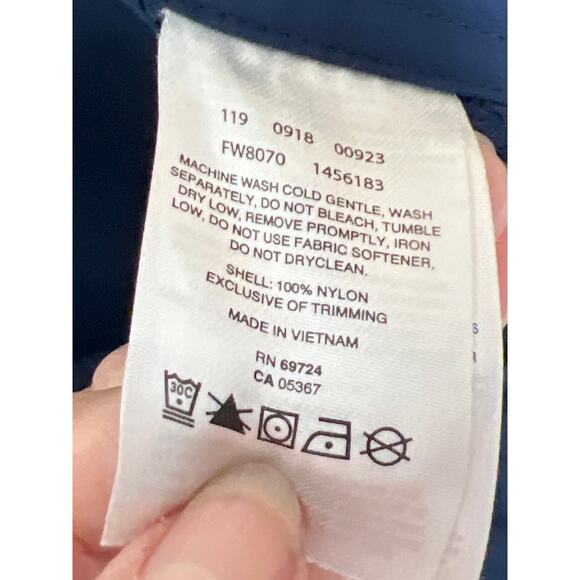 119 0918 00923
FW8070 1456183
MACHINE WASH COLD GENTLE, WASH
SEPARATELY, DO NOT BLEACH, TUMBLE
DRY LOW, REMOVE PROMPTLY, IRON
LOW, DO NOT USE FABRIC SOFTENER,
DO NOT DRYCLEAN.
SHELL: 100% NYLON
EXCLUSIVE OF TRIMMING
MADE IN VIETNAM
RN 69724
CA 05367
30C